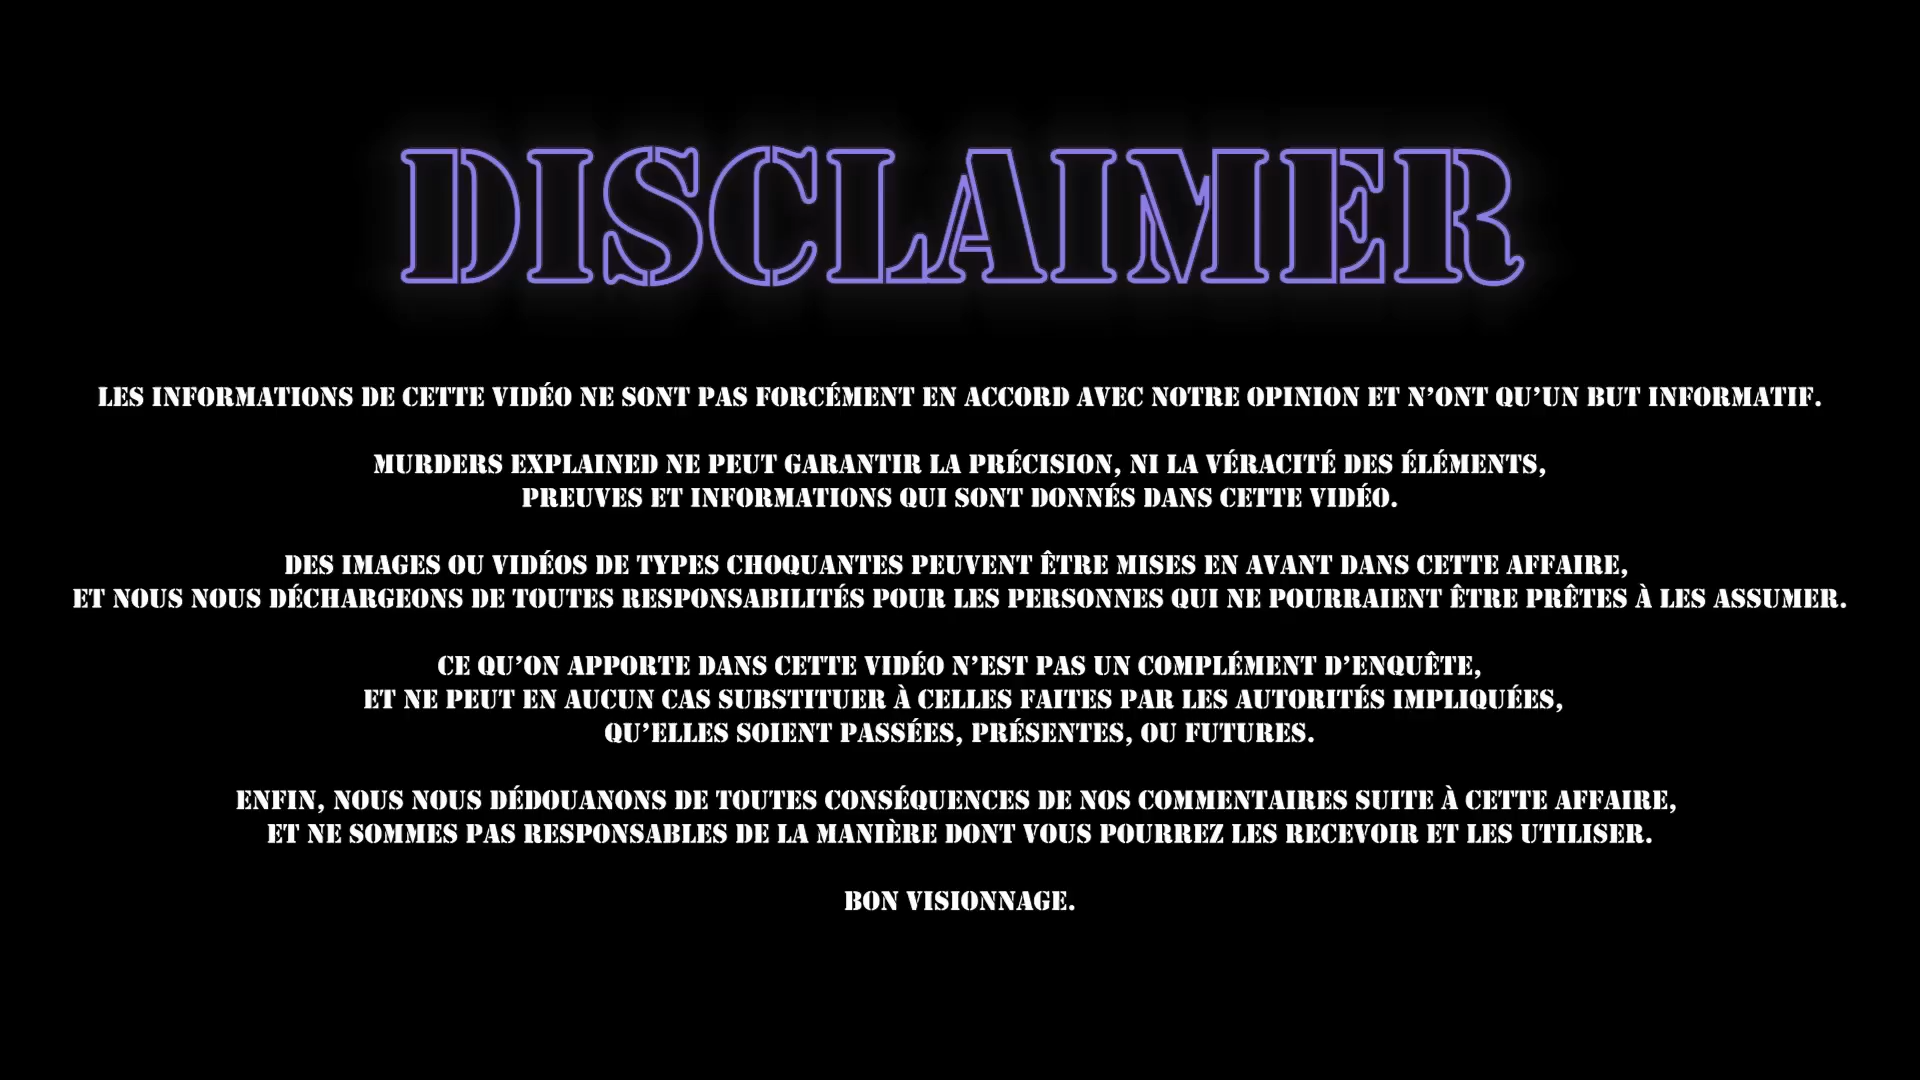 DISCLAIMER
LES INFORMATIONS DE CETTE VIDÉO NE SONT PAS FORCÉMENT EN ACCORD AVEC NOTRE OPINION ET N’ONT QU’UN BUT INFORMATIF.
MURDERS EXPLAINED NE PEUT GARANTIR LA PRÉCISION, NI LA VÉRACITÉ DES ÉLÉMENTS,
PREUVES ET INFORMATIONS QUI SONT DONNÉS DANS CETTE VIDÉO.
DES IMAGES OU VIDÉOS DE TYPES CHOQUANTES PEUVENT ÊTRE MISES EN AVANT DANS CETTE AFFAIRE,
ET NOUS NOUS DÉCHARGEONS DE TOUTES RESPONSABILITÉS POUR LES PERSONNES QUI NE POURRAIENT ÊTRE PRÊTES À LES ASSUMER.
CE QU’ON APPORTE DANS CETTE VIDÉO N’EST PAS UN COMPLÉMENT D’ENQUÊTE,
ET NE PEUT EN AUCUN CAS SUBSTITUER À CELLES FAITES PAR LES AUTORITÉS IMPLIQUÉES,
QU’ELLES SOIENT PASSÉES, PRÉSENTES, OU FUTURES.
ENFIN, NOUS NOUS DÉDOUANONS DE TOUTES CONSÉQUENCES DE NOS COMMENTAIRES SUITE À CETTE AFFAIRE,
ET NE SOMMES PAS RESPONSABLES DE LA MANIÈRE DONT VOUS POURREZ LES RECEVOIR ET LES UTILISER.
BON VISIONNAGE.